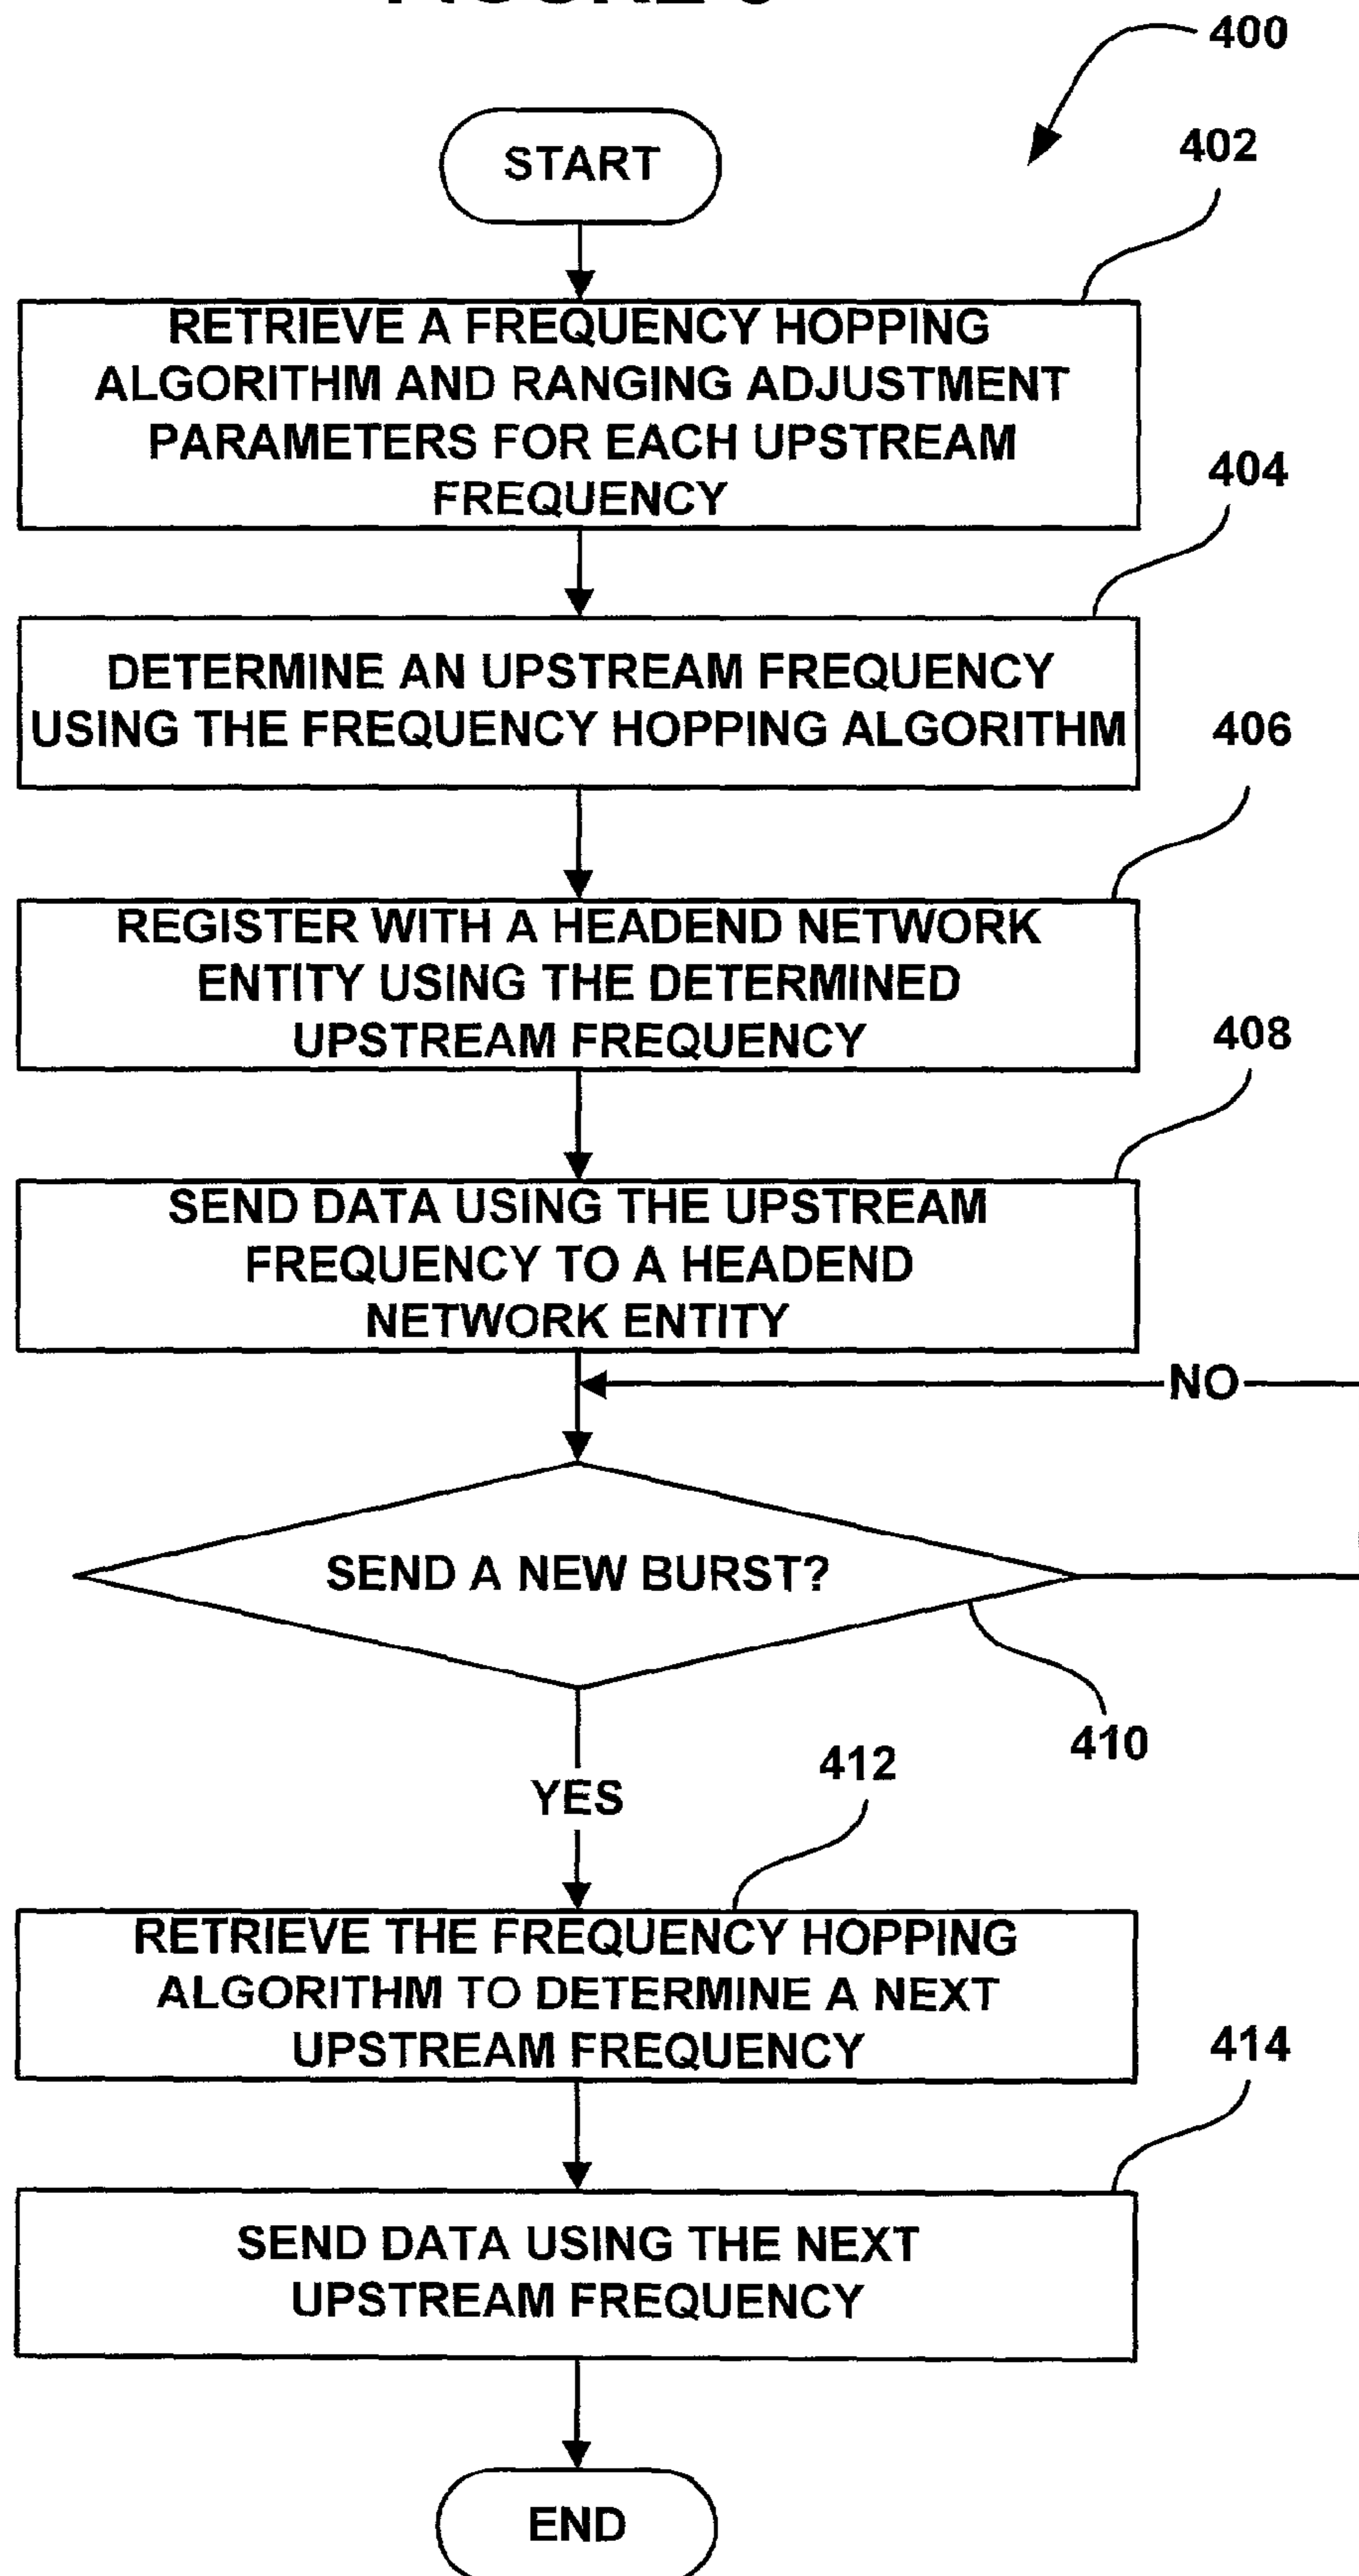 400
START
402
RETRIEVE A FREQUENCY HOPPING
ALGORITHM AND RANGING ADJUSTMENT
PARAMETERS FOR EACH UPSTREAM
FREQUENCY
404
DETERMINE AN UPSTREAM FREQUENCY
USING THE FREQUENCY HOPPING ALGORITHM
406
REGISTER WITH A HEADEND NETWORK
ENTITY USING THE DETERMINED
UPSTREAM FREQUENCY
408
SEND DATA USING THE UPSTREAM
FREQUENCY TO A HEADEND
NETWORK ENTITY
NO
SEND A NEW BURST?
410
YES
412
RETRIEVE THE FREQUENCY HOPPING
ALGORITHM TO DETERMINE A NEXT
UPSTREAM FREQUENCY
414
SEND DATA USING THE NEXT
UPSTREAM FREQUENCY
END